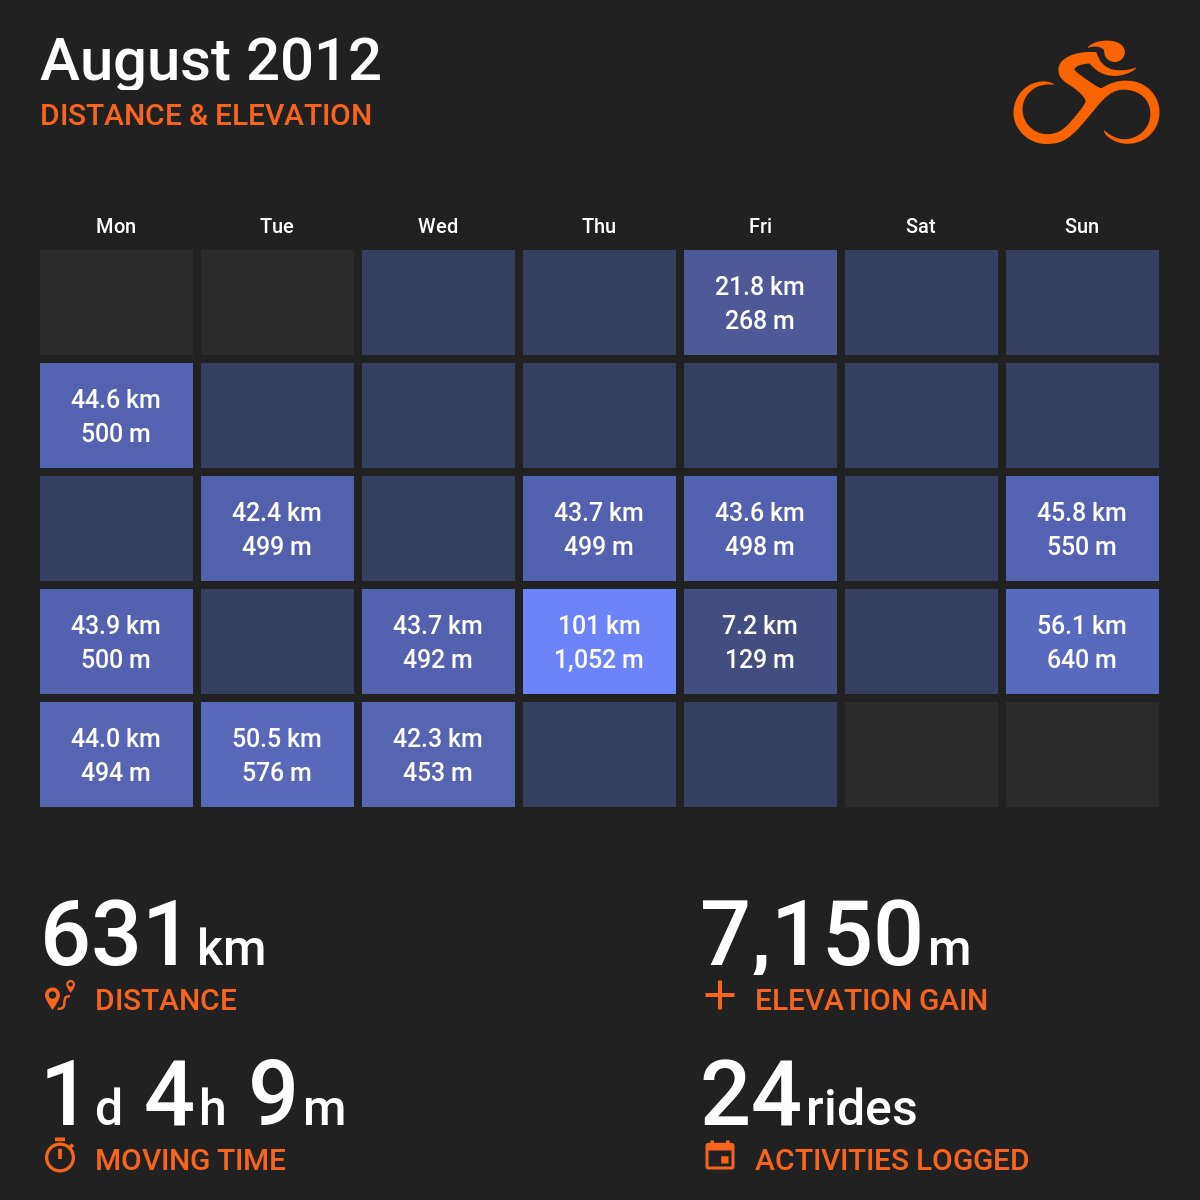 August 2012
DISTANCE & ELEVATION
Mon Tue Wed Thu Fri Sat Sun
21.8 km
268 m
44.6 km
500 m
42.4 km 43.7 km 43.6 km 45.8 km
499 m 499 m 498 m 550 m
43.9 km 43.7 km 101 km 7.2 km 56.1 km
500 m 492 m 1,052 m 129 m 640 m
44.0 km 50.5 km 42.3 km
494 m 576 m 453 m
631 km 7,150 m
DISTANCE ELEVATION GAIN
1 d 4 h 9 m 24 rides
MOVING TIME ACTIVITIES LOGGED